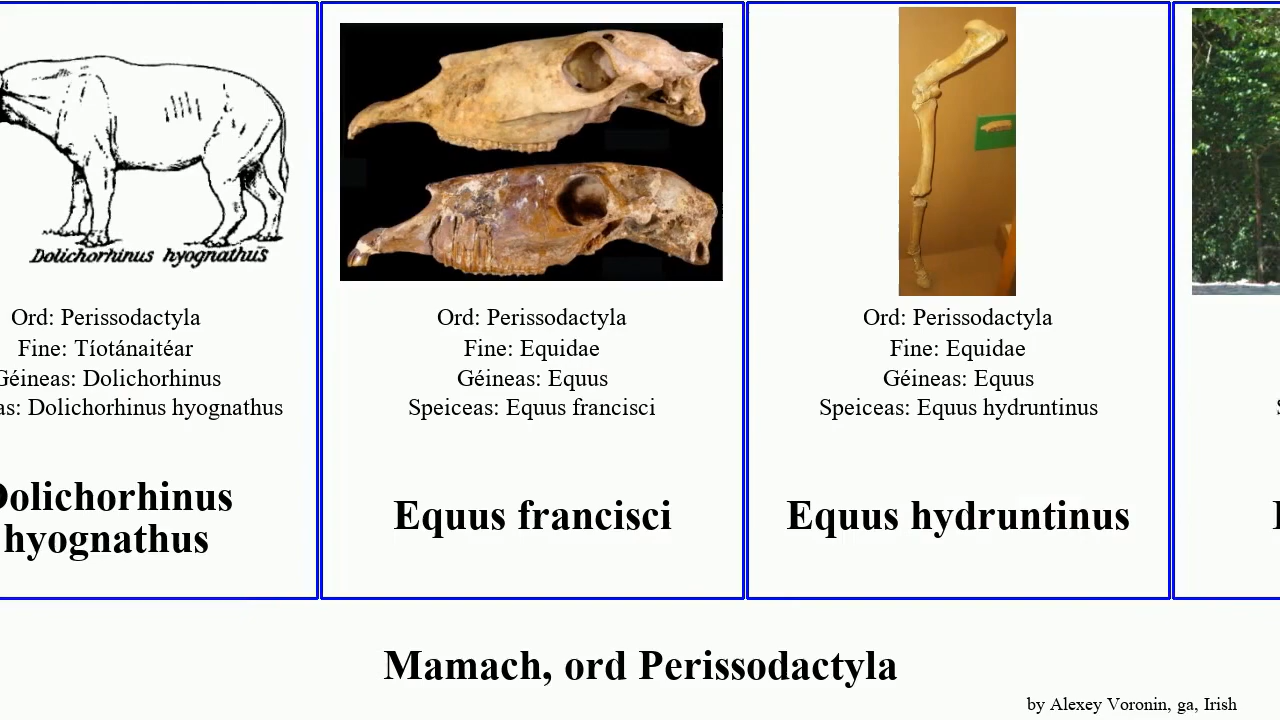 Dolichorhinus hyognathus
Ord: Perissodactyla
Fine: Tíotánaitéar
Géineas: Dolichorhinus
as: Dolichorhinus hyognathus
Dolichorhinus
hyognathus
Ord: Perissodactyla
Fine: Equidae
Géineas: Equus
Speiceas: Equus francisci
Equus francisci
Ord: Perissodactyla
Fine: Equidae
Géineas: Equus
Speiceas: Equus hydruntinus
Equus hydruntinus
Mamach, ord Perissodactyla
by Alexey Voronin, ga, Irish